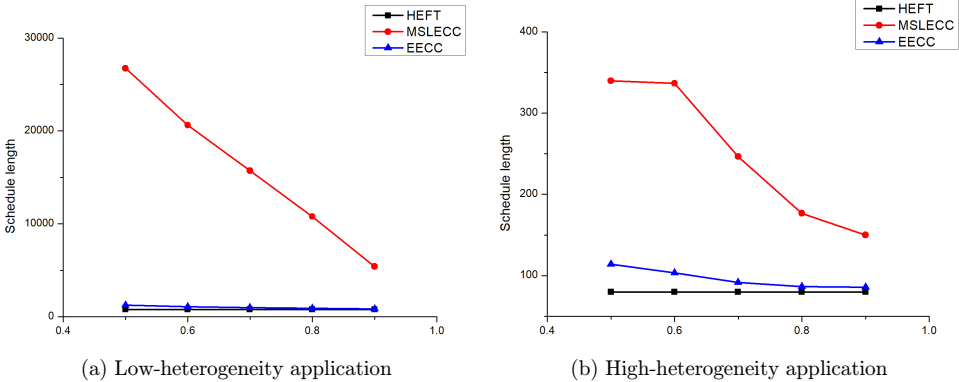 HEFT
MSLECC
EECC
30000
20000
10000
0
Schedule length
0.4
0.6
0.8
1.0
(a) Low-heterogeneity application
HEFT
MSLECC
EECC
400
300
200
100
Schedule length
0.4
0.6
0.8
1.0
(b) High-heterogeneity application